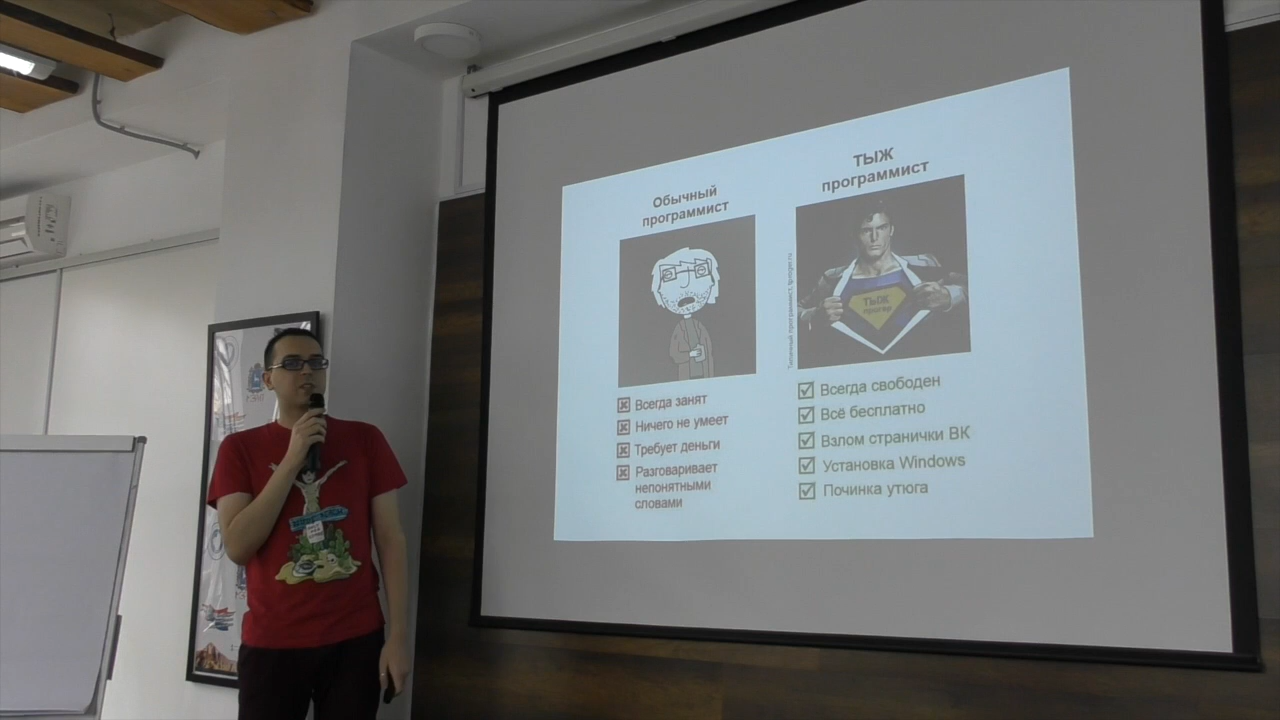 Обычный
программист
Всегда занят
Ничего не умеет
Требует деньги
Разговаривает
непонятными
словами
ТЫЖ
программист
ТЫЖ
Всегда свободен
Всё бесплатно
Взлом странички ВК
Установка Windows
Починка утюга